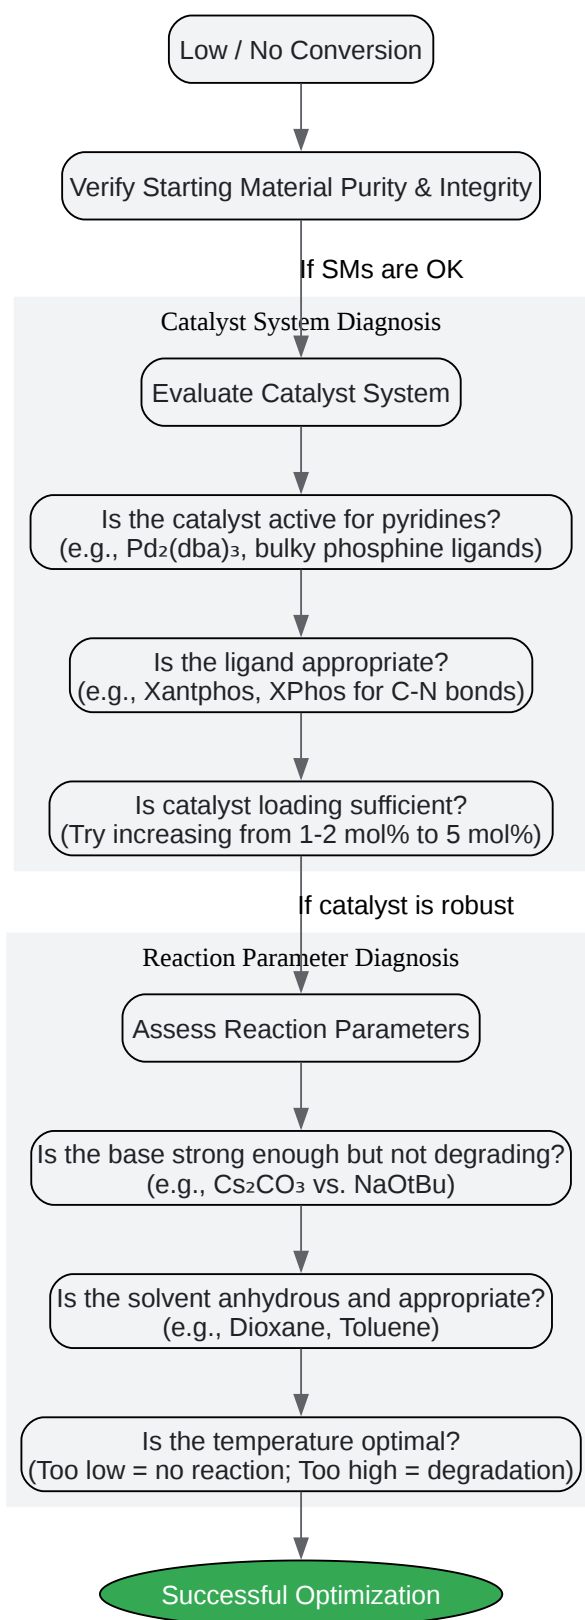 Low / No Conversion
Verify Starting Material Purity & Integrity
If SMs are OK
Catalyst System Diagnosis
Evaluate Catalyst System
Is the catalyst active for pyridines?
(e.g., Pd₂(dba)₃, bulky phosphine ligands)
Is the ligand appropriate?
(e.g., Xantphos, XPhos for C-N bonds)
Is catalyst loading sufficient?
(Try increasing from 1-2 mol% to 5 mol%)
If catalyst is robust
Reaction Parameter Diagnosis
Assess Reaction Parameters
Is the base strong enough but not degrading?
(e.g., Cs₂CO₃ vs. NaOtBu)
Is the solvent anhydrous and appropriate?
(e.g., Dioxane, Toluene)
Is the temperature optimal?
(Too low = no reaction; Too high = degradation)
Successful Optimization